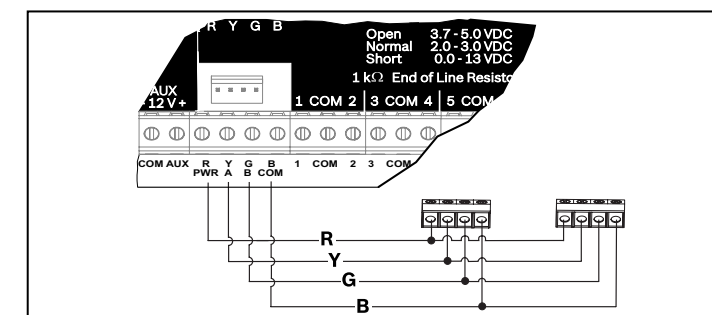 R Y G B
Open 3.7 - 5.0 VDC
Normal 2.0 - 3.0 VDC
Short 0.0 - 13 VDC
1 kΩ End of Line Resisto
AUX
- 12 V +
1 COM 2 3 COM 4 5 COM
COM AUX R Y G B 1 COM 2 3 COM
PWR A B COM
R
Y
G
B